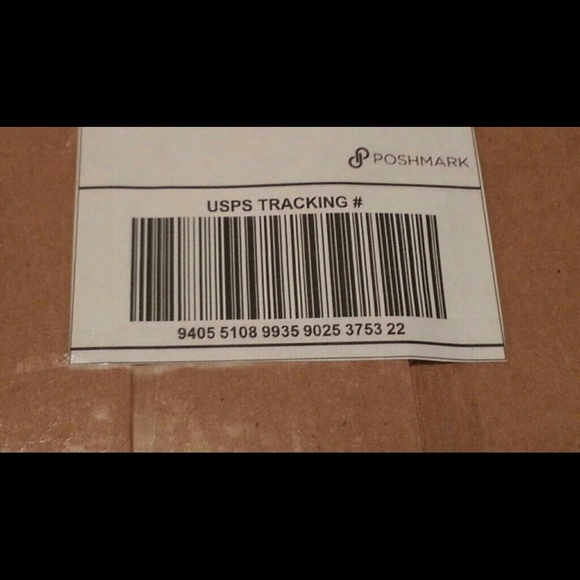 POSHMARK
USPS TRACKING #
9405 5108 9935 9025 3753 22